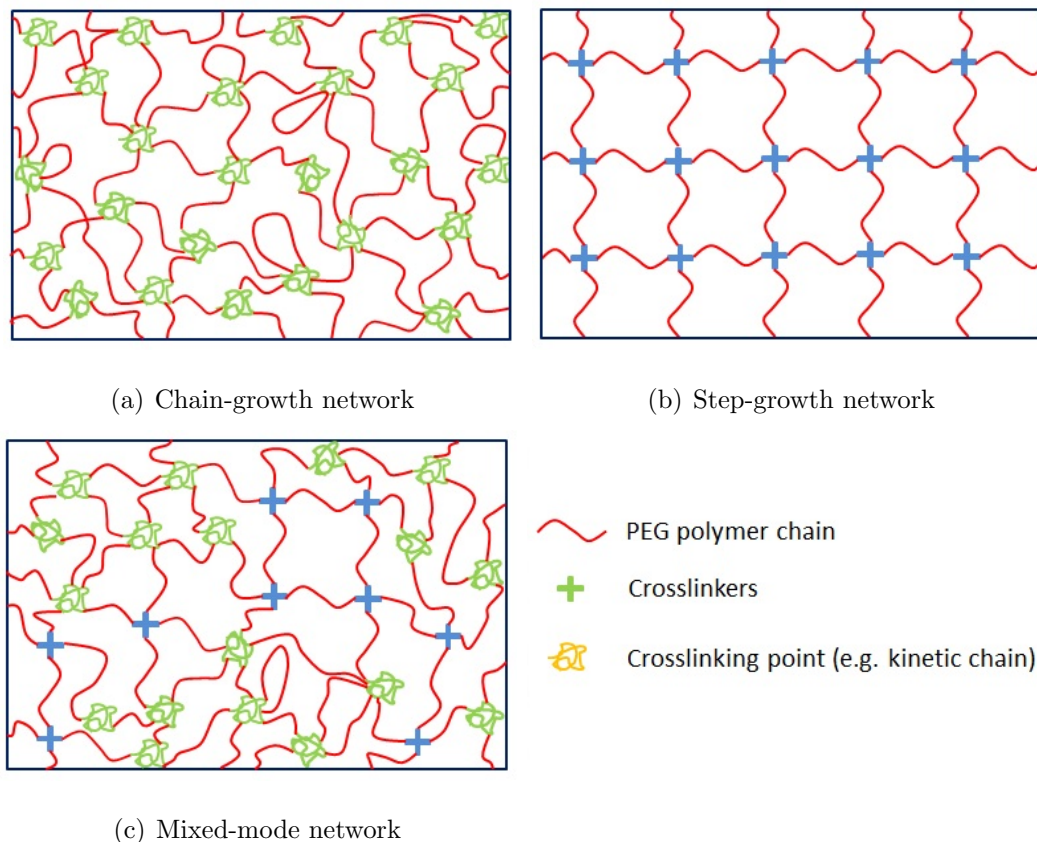 (a) Chain-growth network
(b) Step-growth network
PEG polymer chain
Crosslinkers
Crosslinking point (e.g. kinetic chain)
(c) Mixed-mode network